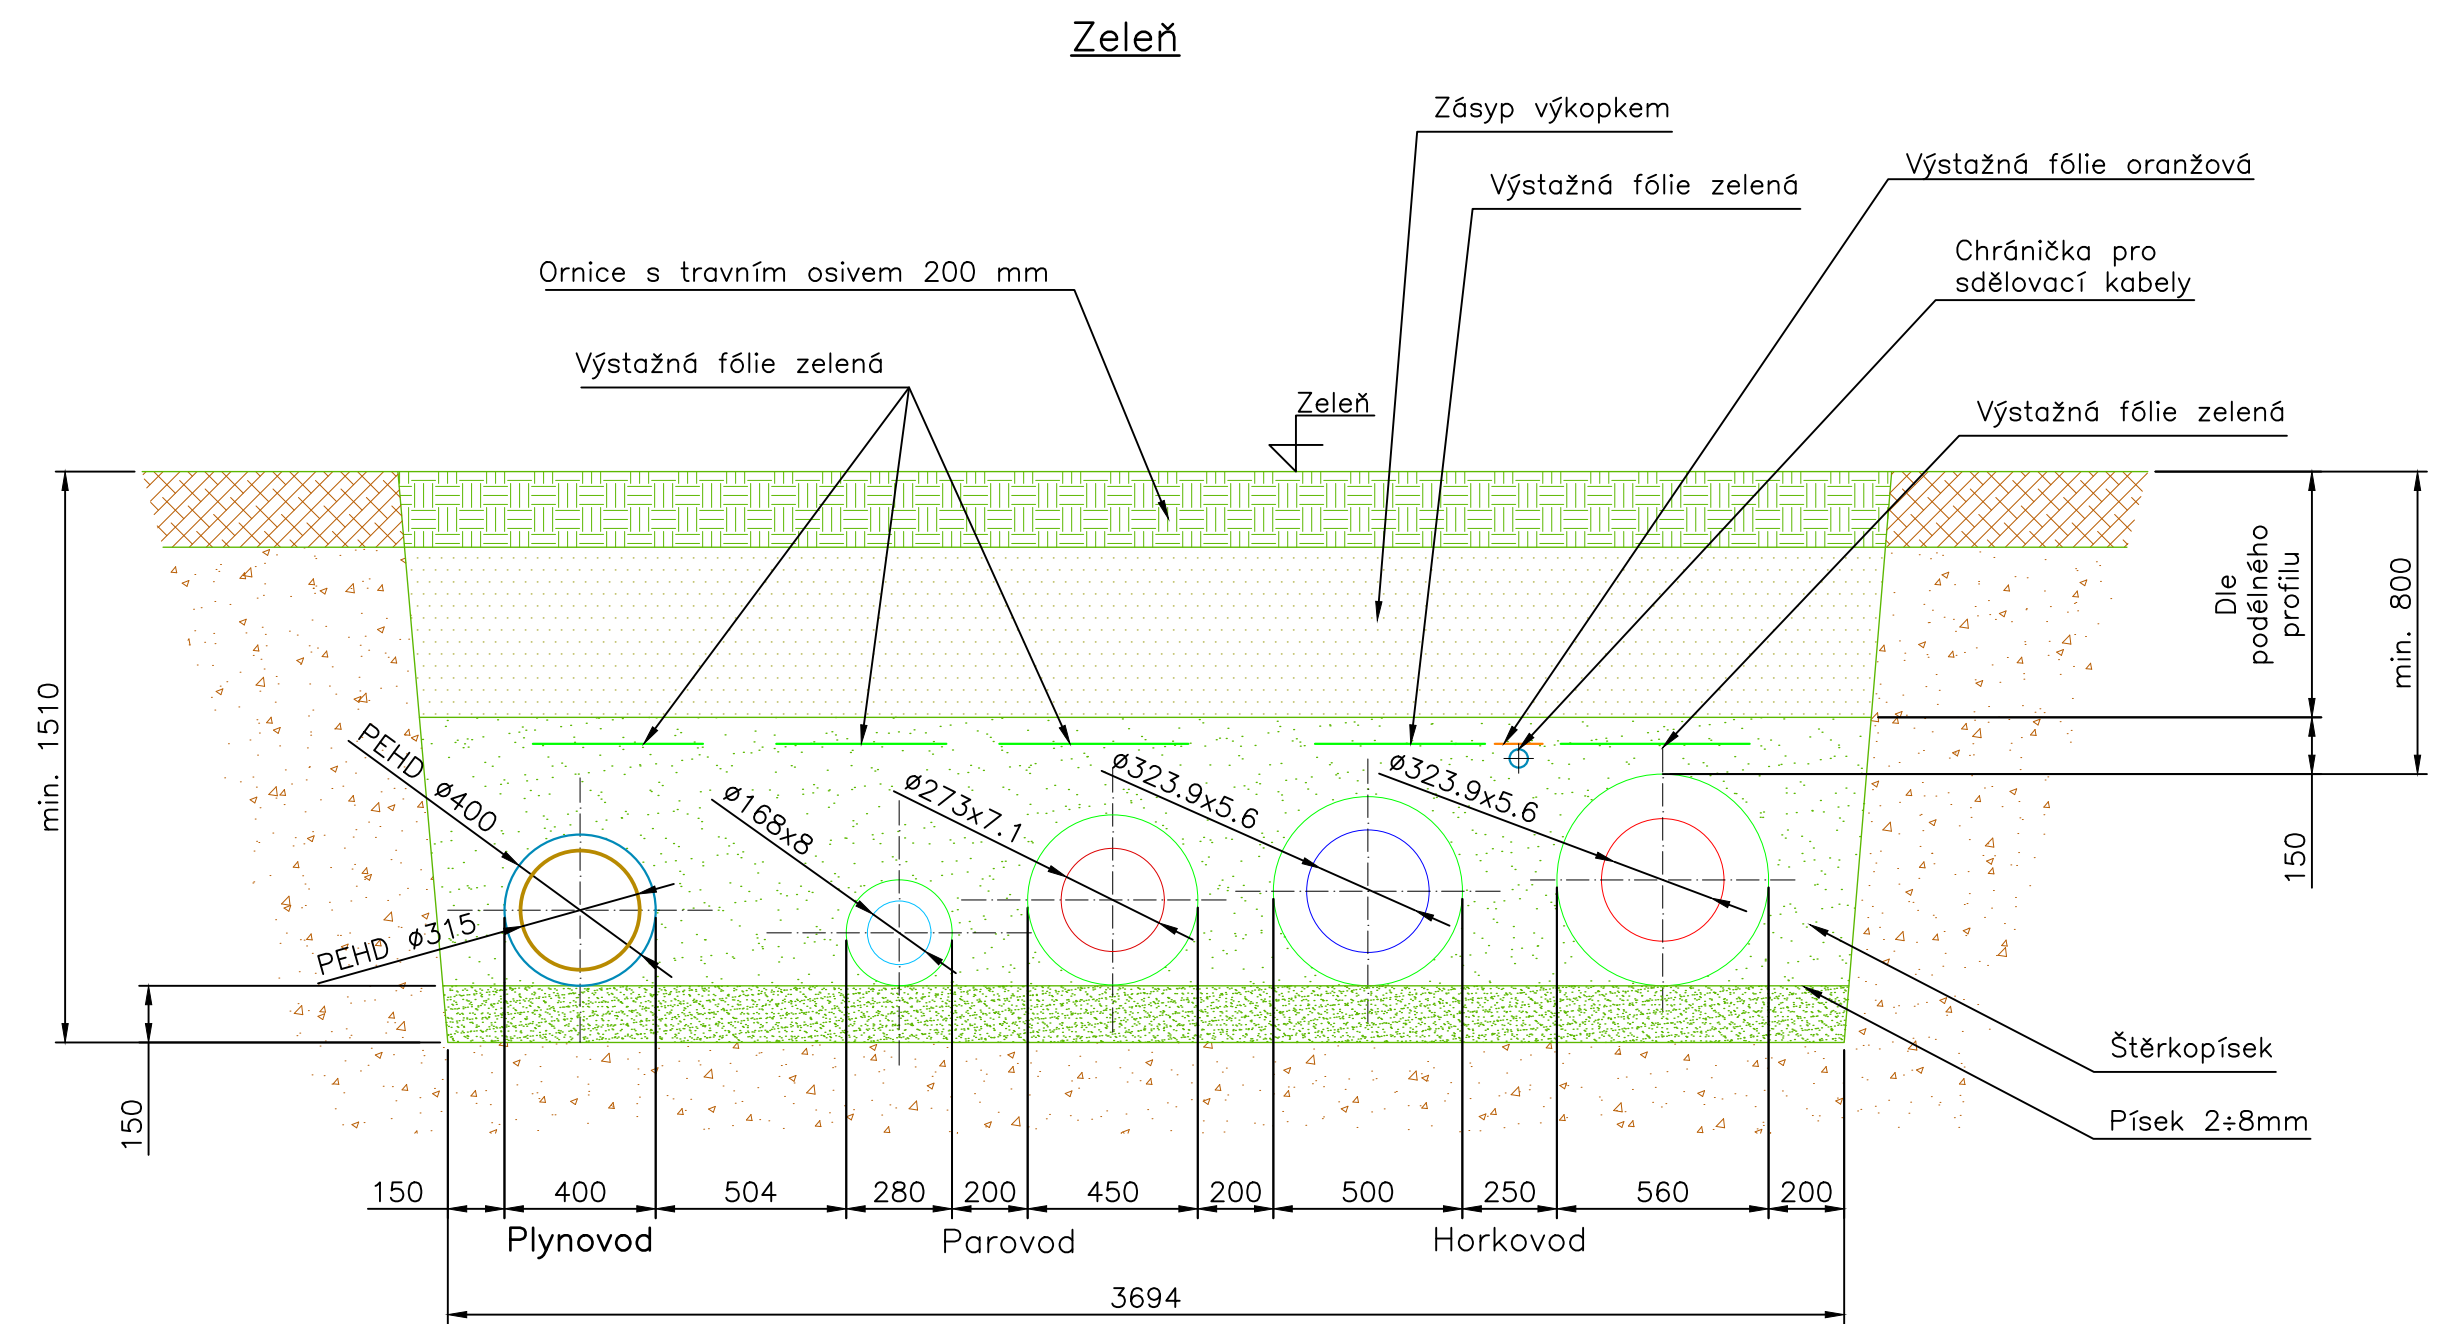 Zeleň
Zásyp výkopkem
Výstažná fólie oranžová
Výstažná fólie zelená
Chránička pro
sdělovací kabely
Ornice s travním osivem 200 mm
Výstažná fólie zelená
Zeleň
Výstažná fólie zelená
min. 1510
Dle
podélného
profilu
min. 800
150
PEHD ø400
PEHD ø315
ø168x8
ø273x7.1
ø323.9x5.6
ø323.9x5.6
Štěrkopísek
Písek 2÷8mm
150
150 400 504 280 200 450 200 500 250 560 200
Plynovod Parovod Horkovod
3694